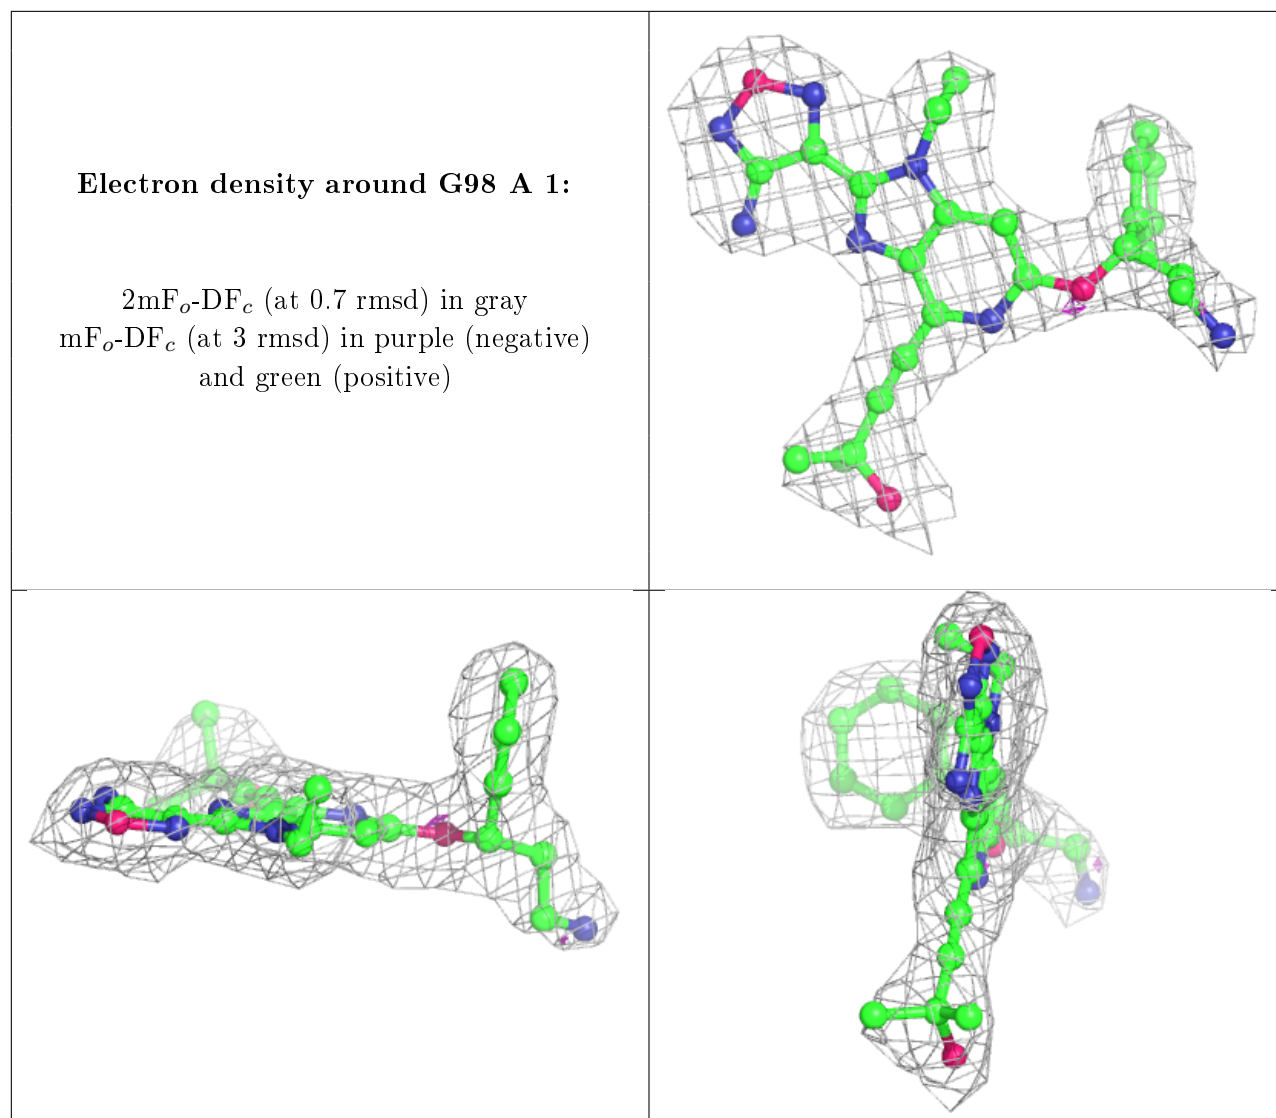 Electron density around G98 A 1:
2mFo-DFc (at 0.7 rmsd) in gray
mFo-DFc (at 3 rmsd) in purple (negative)
and green (positive)